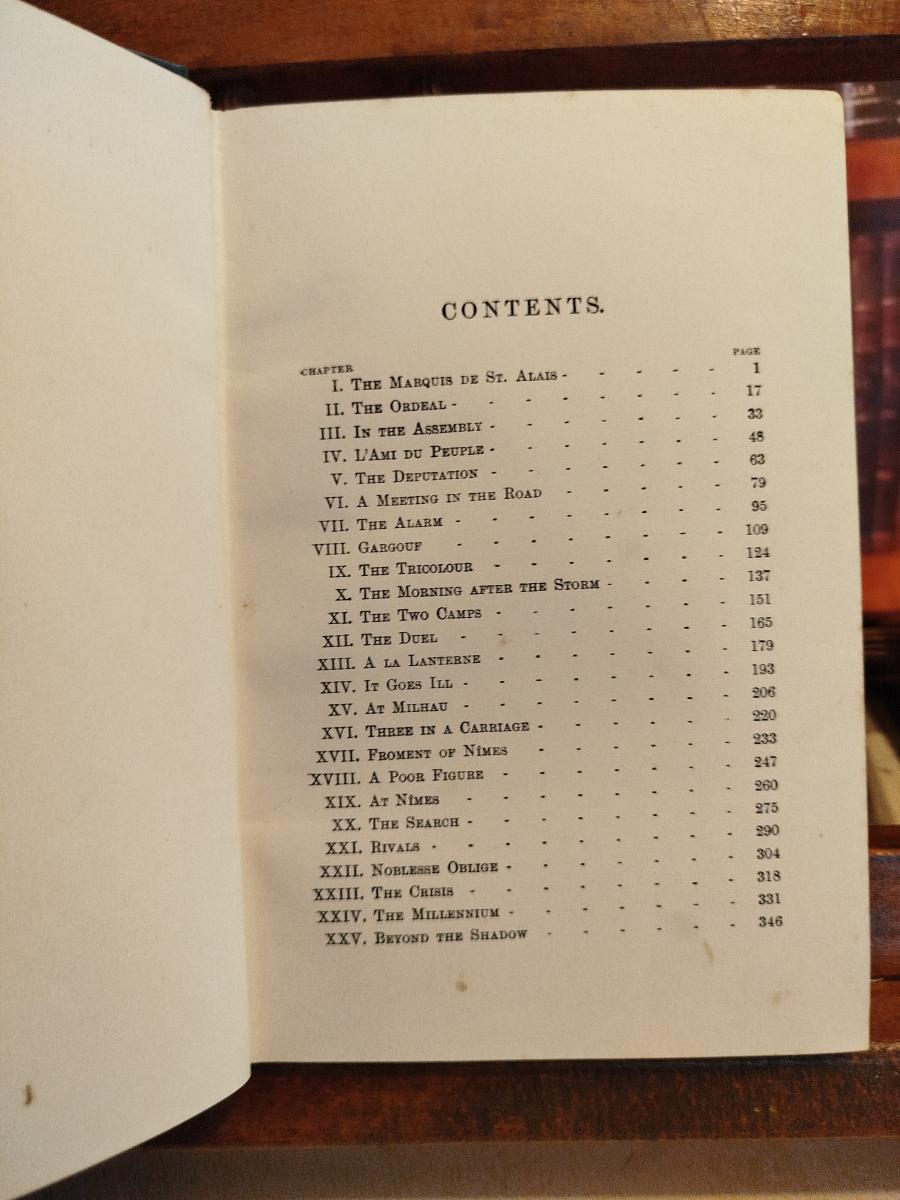 CONTENTS.
CHAPTER PAGE
I. THE MARQUIS DE ST. ALAIS - - - - - 1
II. THE ORDEAL - - - - - - - - 17
III. IN THE ASSEMBLY - - - - - - - 33
IV. L'AMI DU PEUPLE - - - - - - - 48
V. THE DEPUTATION - - - - - - - 63
VI. A MEETING IN THE ROAD - - - - - 79
VII. THE ALARM - - - - - - - - 95
VIII. GARGOUF - - - - - - - - 109
IX. THE TRICOLOUR - - - - - - - 124
X. THE MORNING AFTER THE STORM - - - - 137
XI. THE TWO CAMPS - - - - - - - 151
XII. THE DUEL - - - - - - - - 165
XIII. A LA LANTERNE - - - - - - - 179
XIV. IT GOES ILL - - - - - - - - 193
XV. AT MILHAU - - - - - - - - 206
XVI. THREE IN A CARRIAGE - - - - - - 220
XVII. FROMENT OF NÎMES - - - - - - 233
XVIII. A POOR FIGURE - - - - - - - 247
XIX. AT NÎMES - - - - - - - - 260
XX. THE SEARCH - - - - - - - - 275
XXI. RIVALS - - - - - - - - - 290
XXII. NOBLESSE OBLIGE - - - - - - - 304
XXIII. THE CRISIS - - - - - - - - 318
XXIV. THE MILLENNIUM - - - - - - - 331
XXV. BEYOND THE SHADOW - - - - - - 346